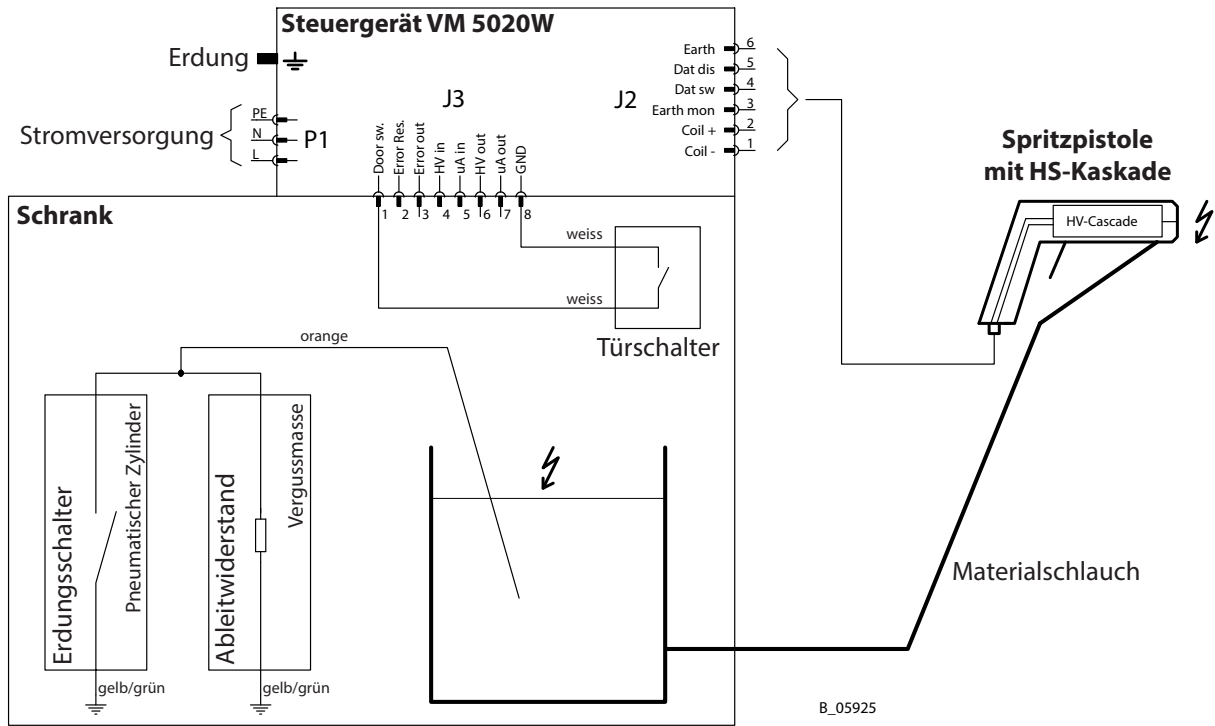 Steuergerät VM 5020W
Erdung
Stromversorgung
PE
N
L
P1
J3
Door sw.
Error Res.
Error out
HV in
uA in
HV out
uA out
GND
1
2
3
4
5
6
7
8
J2
Earth
6
Dat dis
5
Dat sw
4
Earth mon
3
Coil +
2
Coil -
1
Spritzpistole
mit HS-Kaskade
HV-Cascade
Schrank
weiss
weiss
Türschalter
orange
Erdungsschalter
Pneumatischer Zylinder
gelb/grün
Ableitwiderstand
Vergussmasse
gelb/grün
Materialschlauch
B_05925